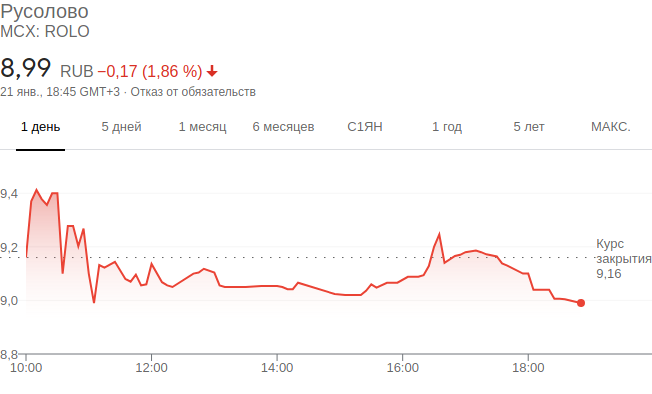 Русолово
MCX: ROLO
8,99 RUB −0,17 (1,86 %)
21 янв., 18:45 GMT+3 · Отказ от обязательств
1 день 5 дней 1 месяц 6 месяцев С1ЯН 1 год 5 лет МАКС.
9,4
9,2
Курс
закрытия
9,16
9,0
8,8
10:00 12:00 14:00 16:00 18:00